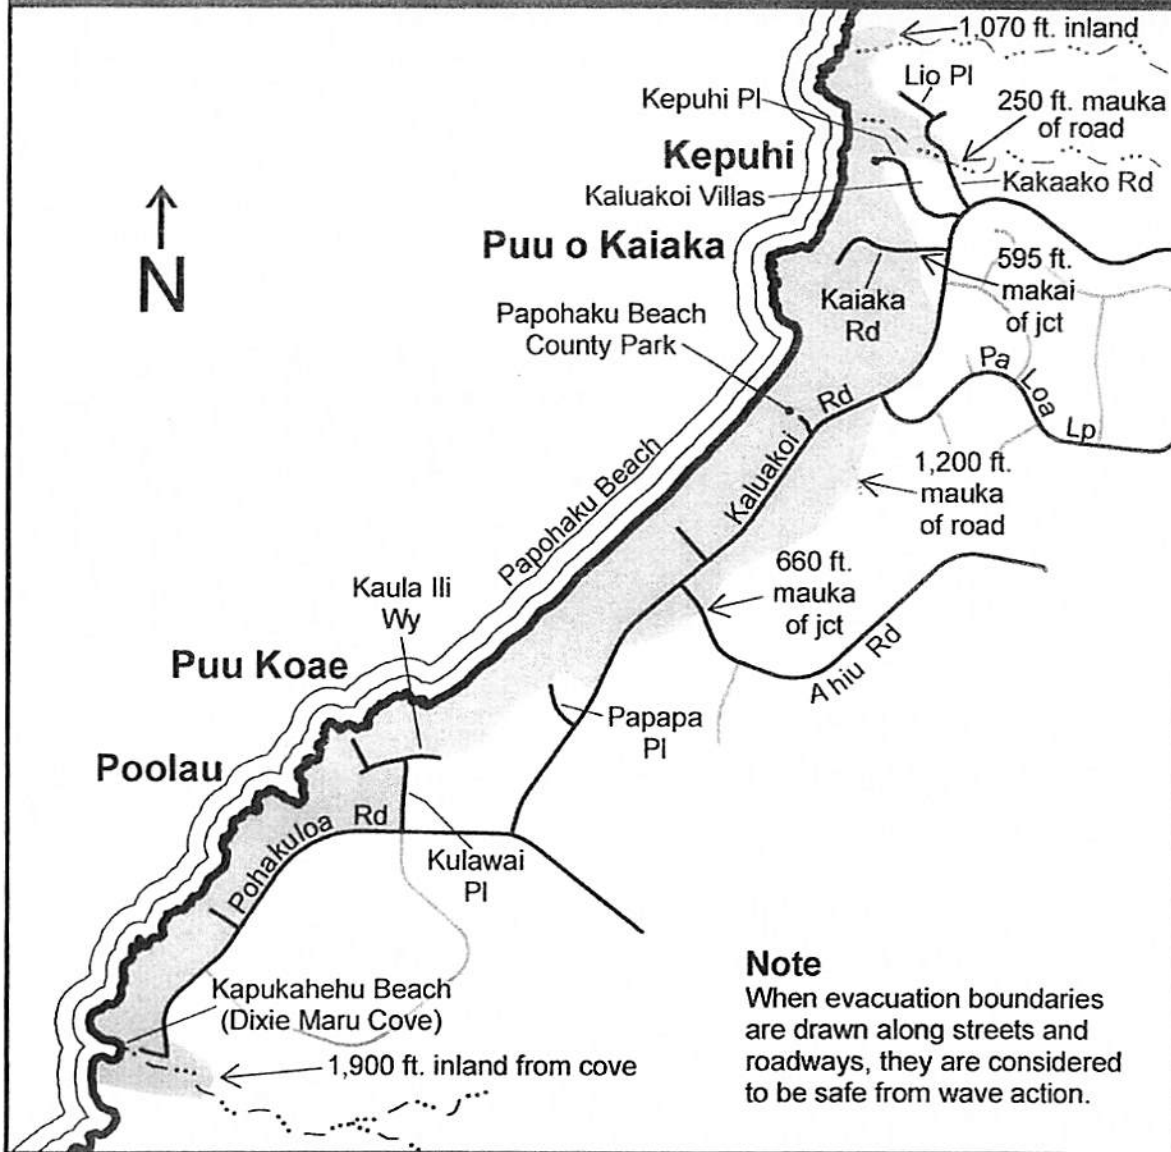 1,070 ft. inland
Lio Pl
Kepuhi Pl
250 ft. mauka
of road
Kepuhi
Kaluakoi Villas
Kakaako Rd
N
Puu o Kaiaka
595 ft.
makai
of jct
Kaiaka
Rd
Papohaku Beach
County Park
Pa Loa Lp
Kaluakoi Rd
1,200 ft.
mauka
of road
Papohaku Beach
660 ft.
mauka
of jct
Kaula Ili
Wy
Ahiu Rd
Puu Koae
Papapa
Pl
Poolau
Pohakuloa Rd
Kulawai
Pl
Kapukahehu Beach
(Dixie Maru Cove)
1,900 ft. inland from cove
Note
When evacuation boundaries
are drawn along streets and
roadways, they are considered
to be safe from wave action.